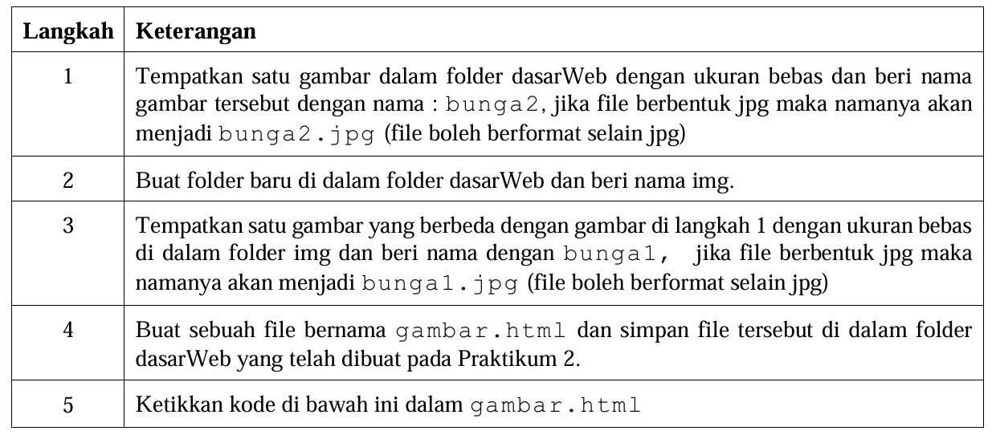 Langkah Keterangan
1 Tempatkan satu gambar dalam folder dasarWeb dengan ukuran bebas dan beri nama
gambar tersebut dengan nama : bunga2, jika file berbentuk jpg maka namanya akan
menjadi bunga2.jpg (file boleh berformat selain jpg)
2 Buat folder baru di dalam folder dasarWeb dan beri nama img.
3 Tempatkan satu gambar yang berbeda dengan gambar di langkah 1 dengan ukuran bebas
di dalam folder img dan beri nama dengan bunga1, jika file berbentuk jpg maka
namanya akan menjadi bunga1.jpg (file boleh berformat selain jpg)
4 Buat sebuah file bernama gambar.html dan simpan file tersebut di dalam folder
dasarWeb yang telah dibuat pada Praktikum 2.
5 Ketikkan kode di bawah ini dalam gambar.html